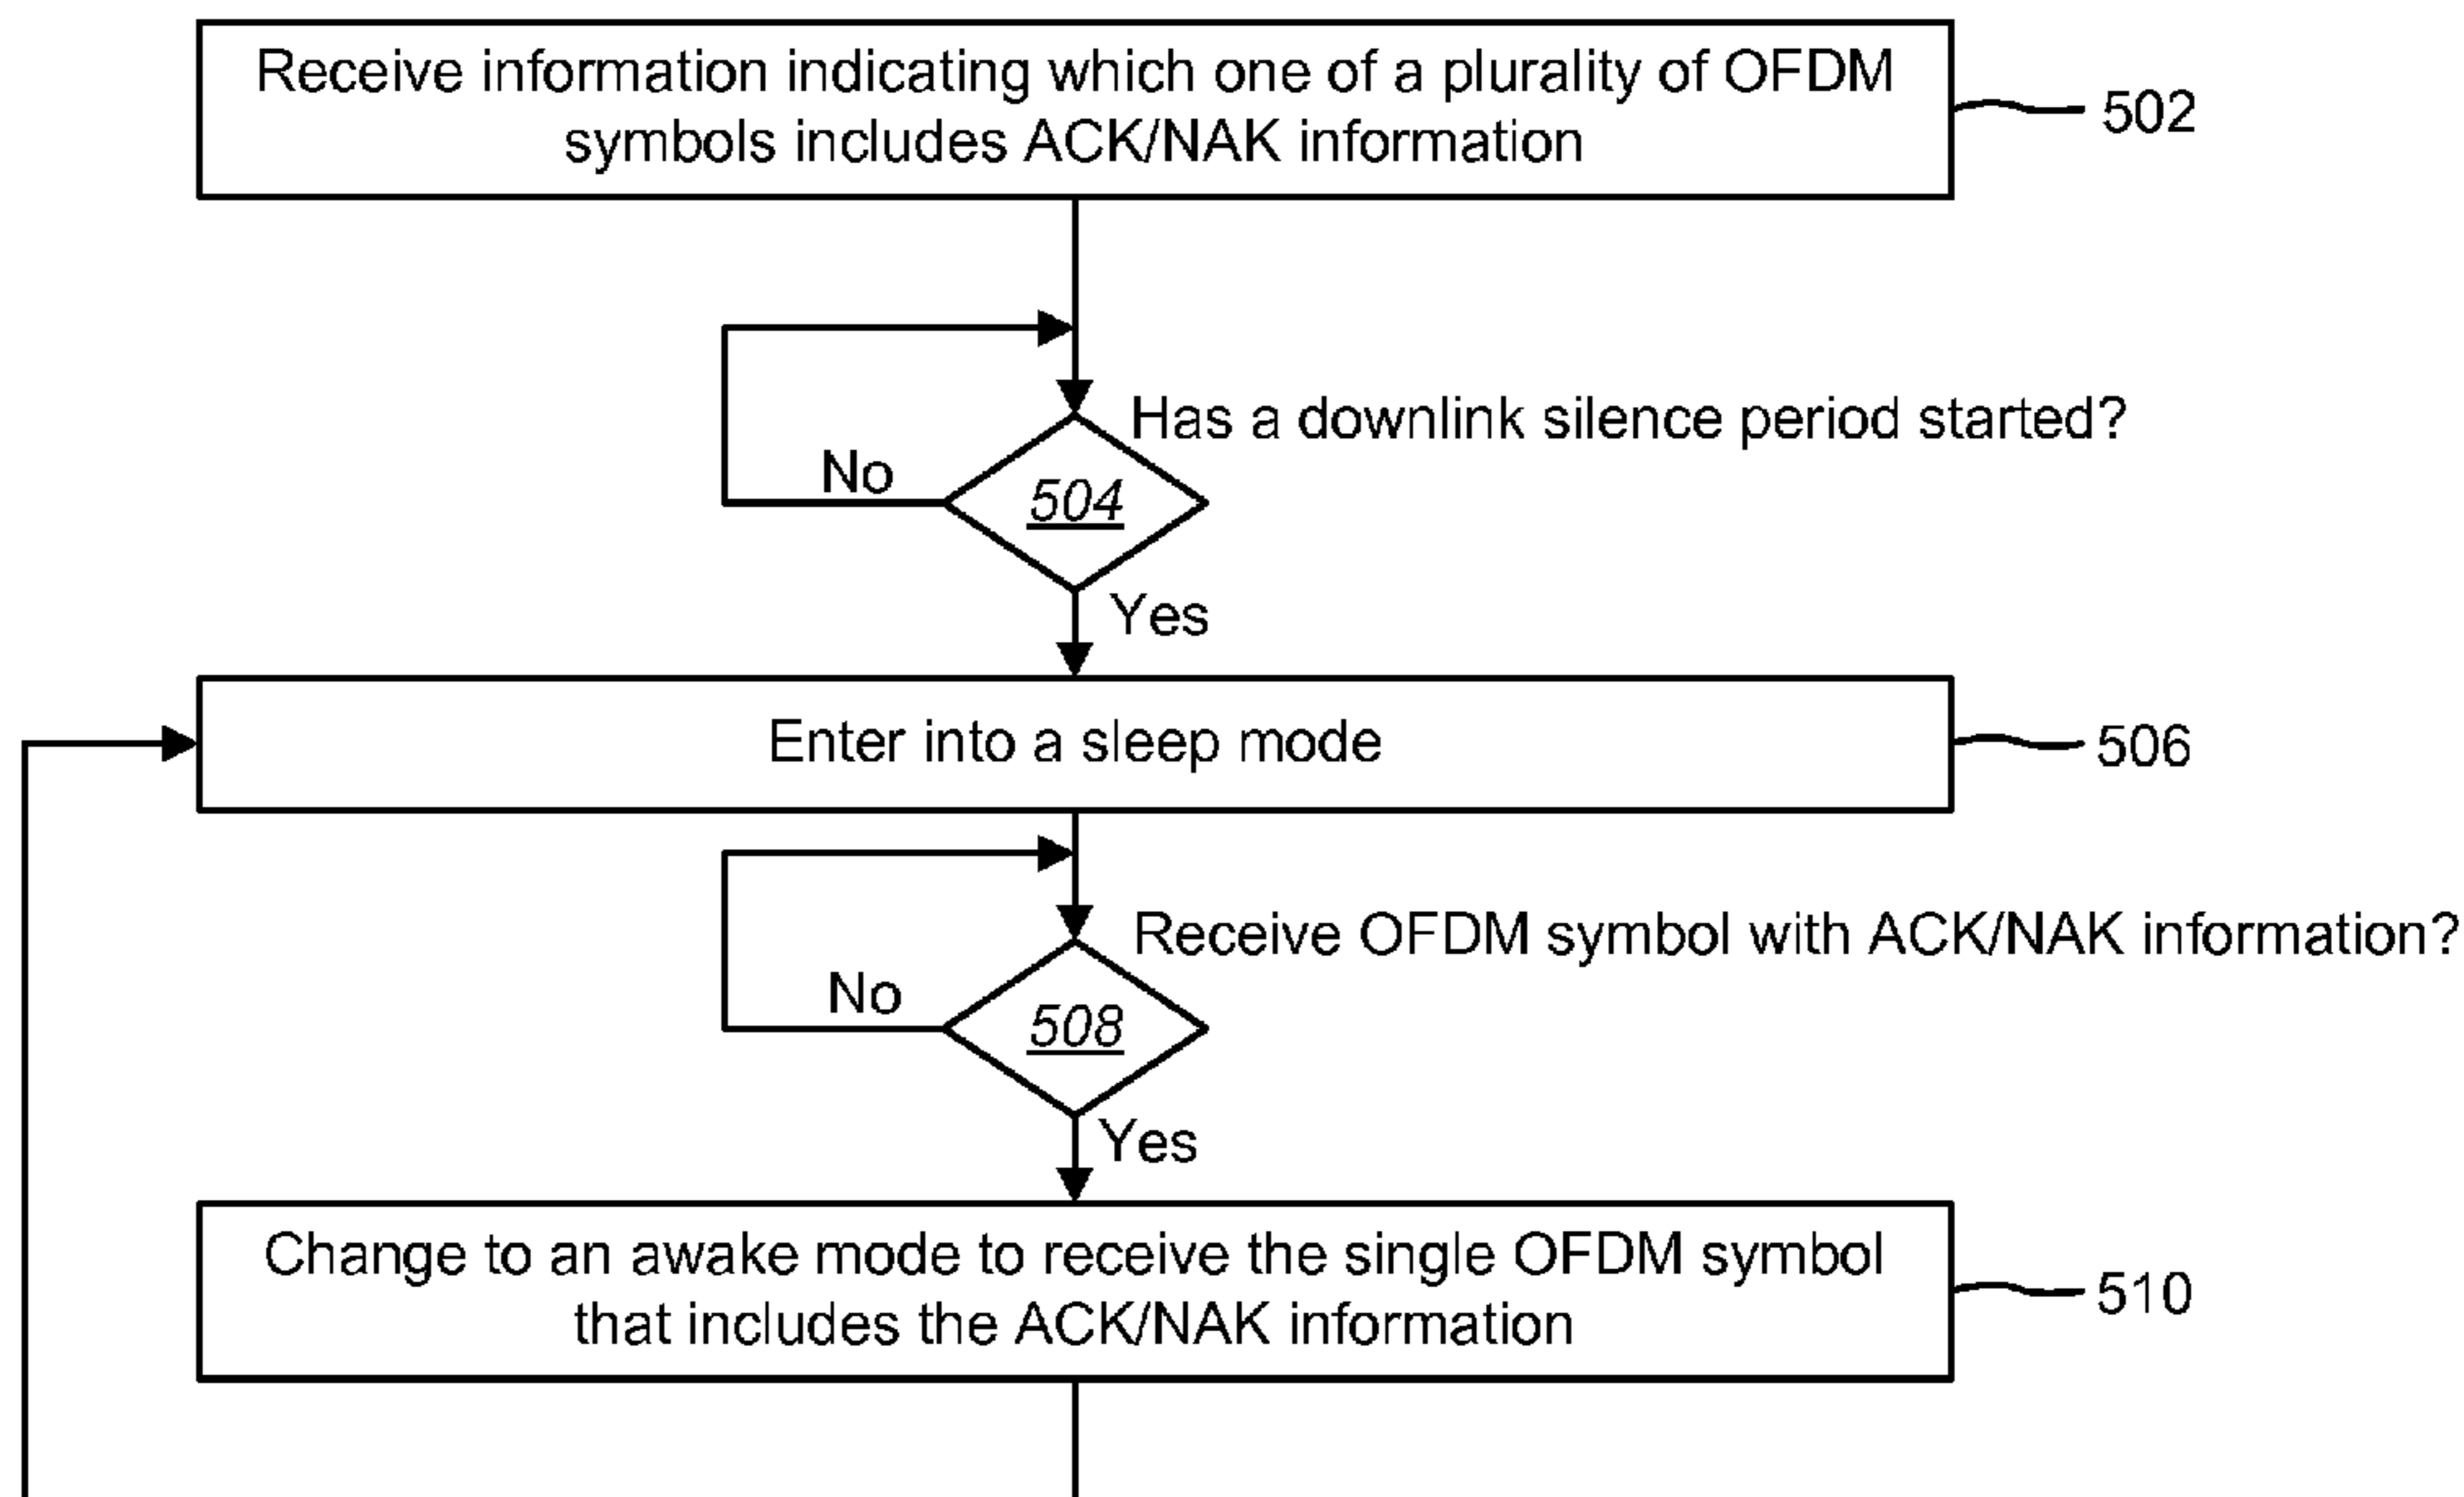 Receive information indicating which one of a plurality of OFDM
symbols includes ACK/NAK information
502
Has a downlink silence period started?
No
504
Yes
Enter into a sleep mode
506
Receive OFDM symbol with ACK/NAK information?
No
508
Yes
Change to an awake mode to receive the single OFDM symbol
that includes the ACK/NAK information
510